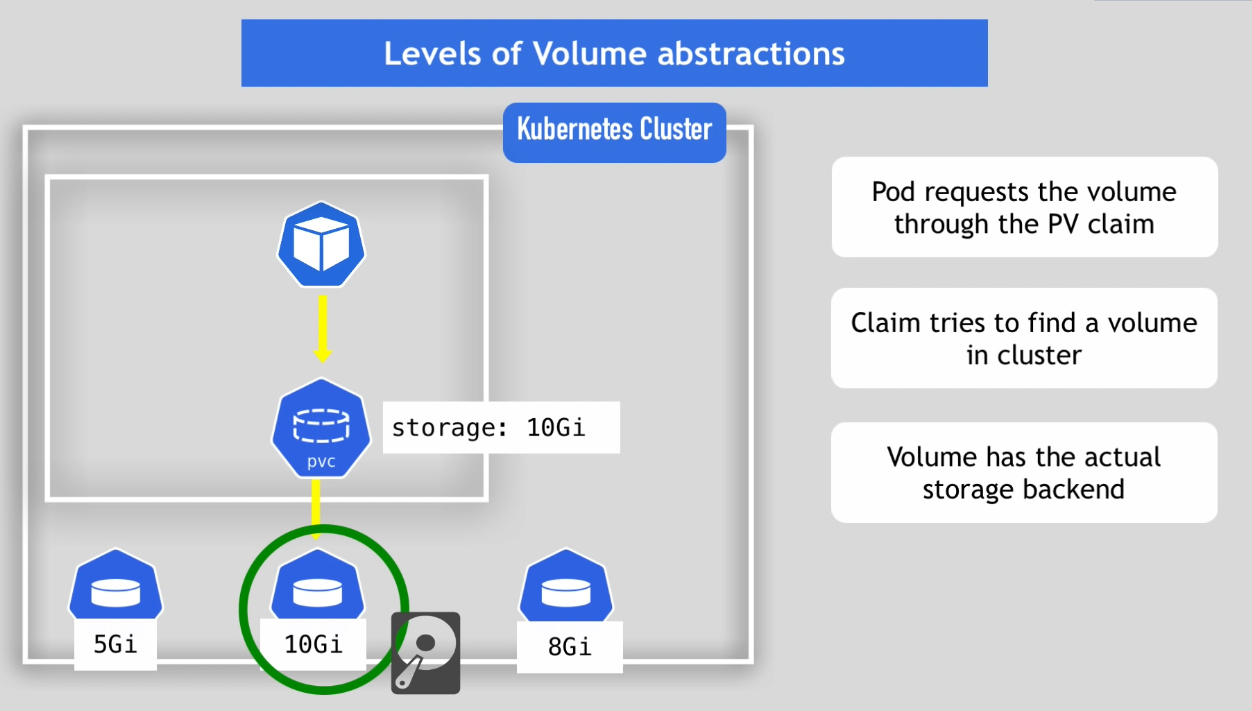 Levels of Volume abstractions
Kubernetes Cluster
Pod requests the volume
through the PV claim
Claim tries to find a volume
in cluster
storage: 10Gi
pvc
Volume has the actual
storage backend
5Gi
10Gi
8Gi